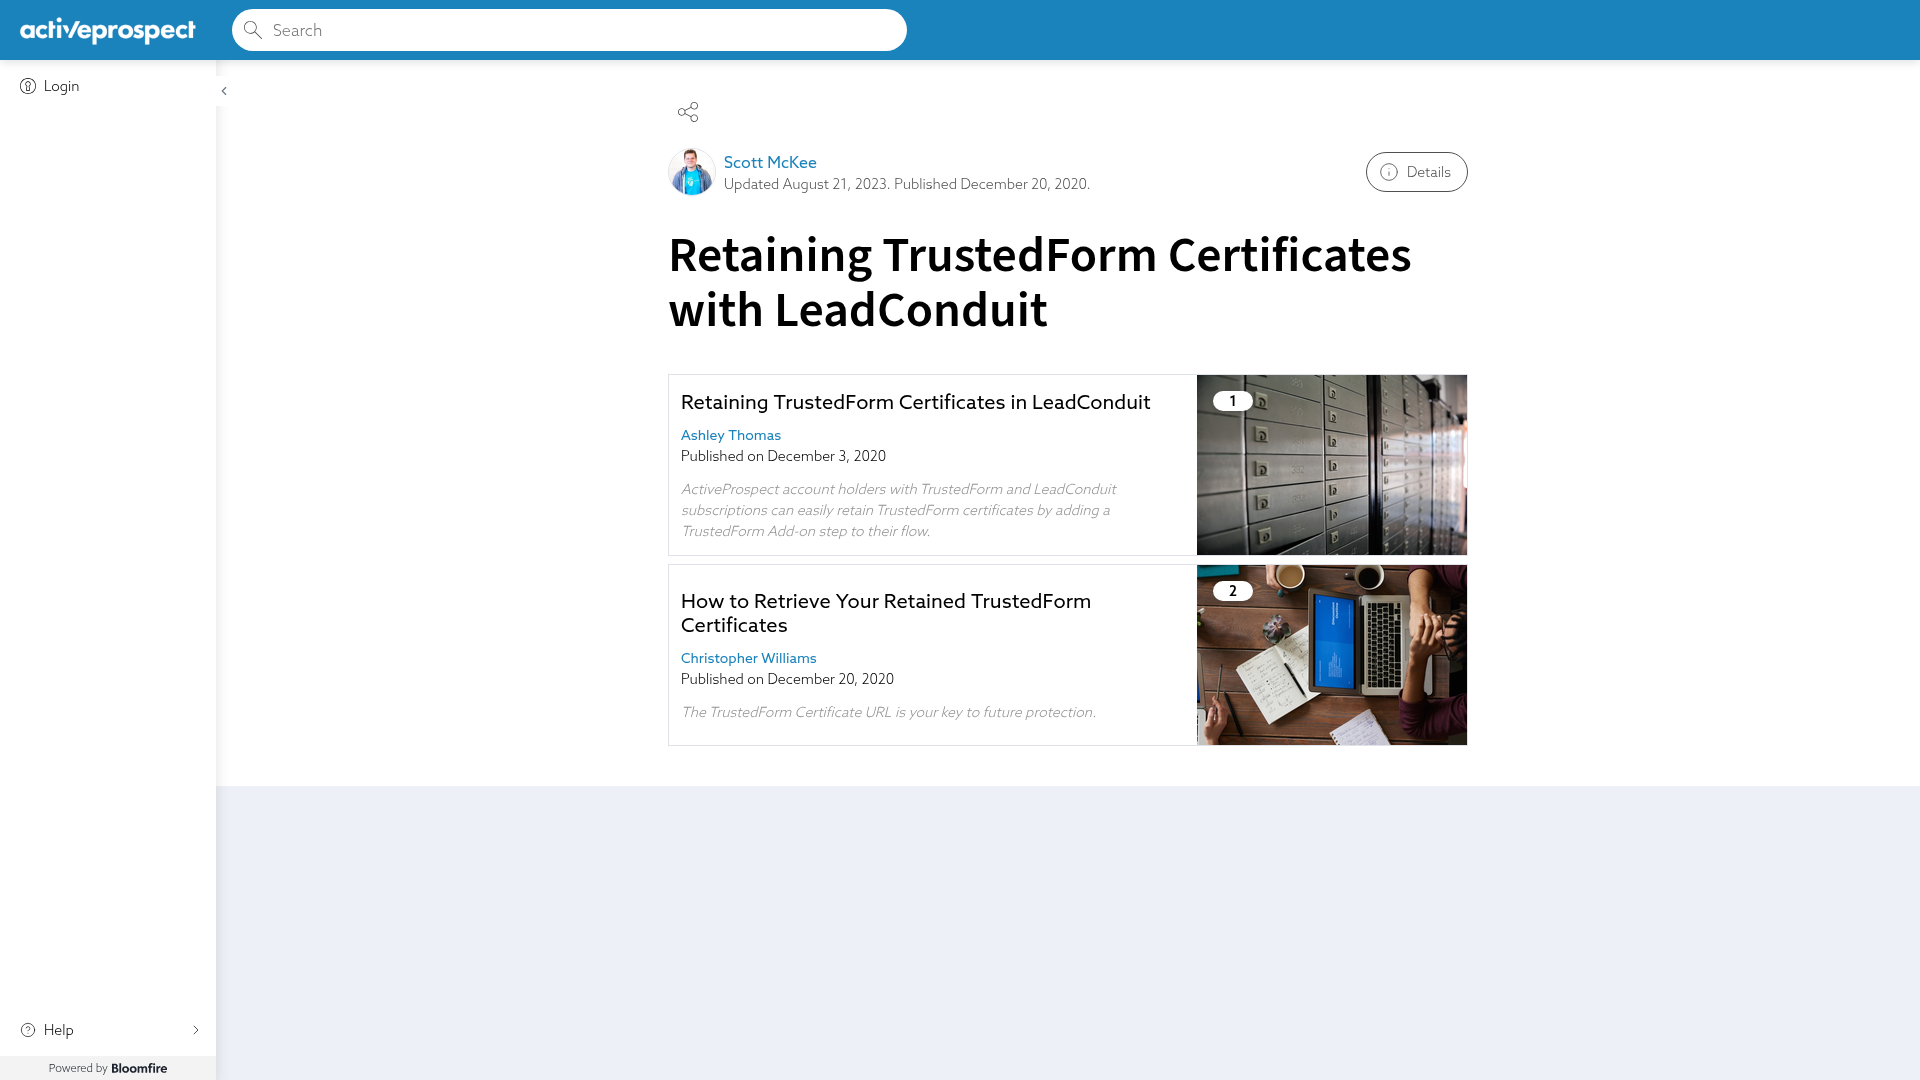 activeprospect
Search
Login
Scott McKee
Updated August 21, 2023. Published December 20, 2020.
Details
Retaining TrustedForm Certificates
with LeadConduit
Retaining TrustedForm Certificates in LeadConduit
Ashley Thomas
Published on December 3, 2020
ActiveProspect account holders with TrustedForm and LeadConduit
subscriptions can easily retain TrustedForm certificates by adding a
TrustedForm Add-on step to their flow.
1
How to Retrieve Your Retained TrustedForm
Certificates
Christopher Williams
Published on December 20, 2020
The TrustedForm Certificate URL is your key to future protection.
2
Help
Powered by Bloomfire